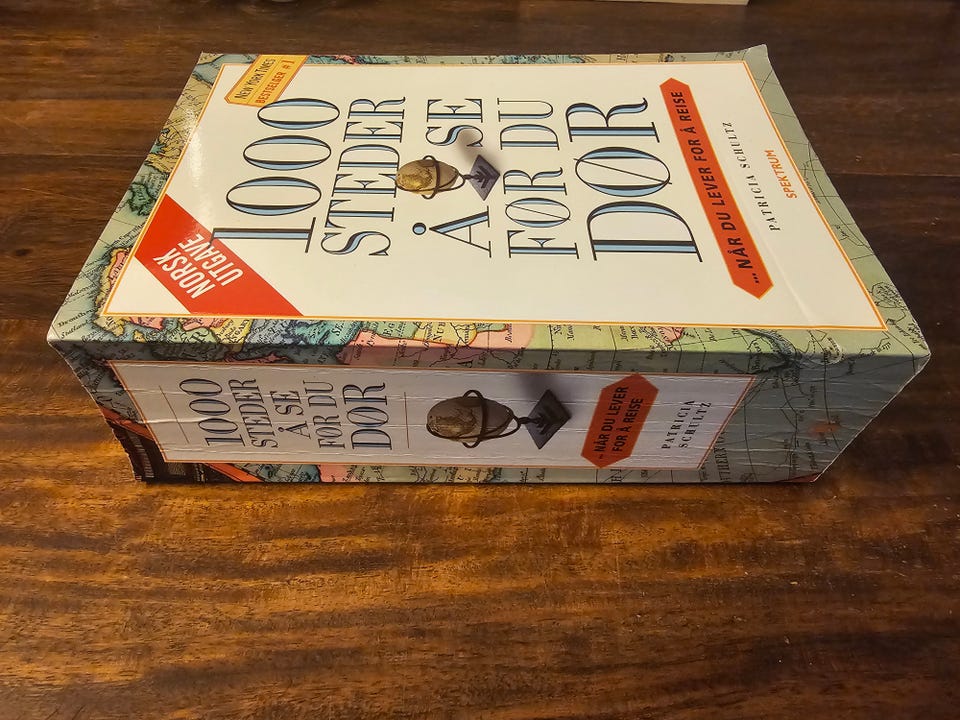 NEW YORK TIMES
BESTSELGER #1
NORSK
UTGAVE
1000
STEDER
Å SE
FØR DU
DØR
... NÅR DU LEVER FOR Å REISE
PATRICIA SCHULTZ
SPEKTRUM
1000
STEDER
Å SE
FØR DU
DØR
... NÅR DU LEVER
FOR Å REISE
PATRICIA
SCHULTZ